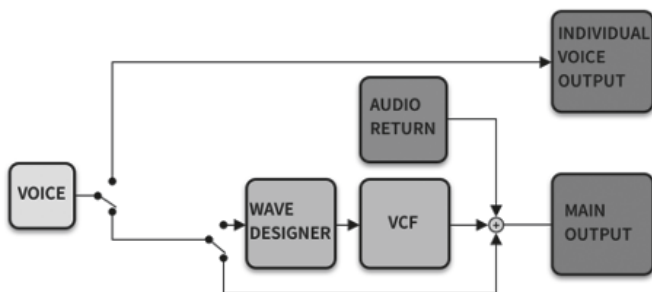 INDIVIDUAL
VOICE
OUTPUT
AUDIO
RETURN
VOICE
WAVE
DESIGNER
VCF
MAIN
OUTPUT